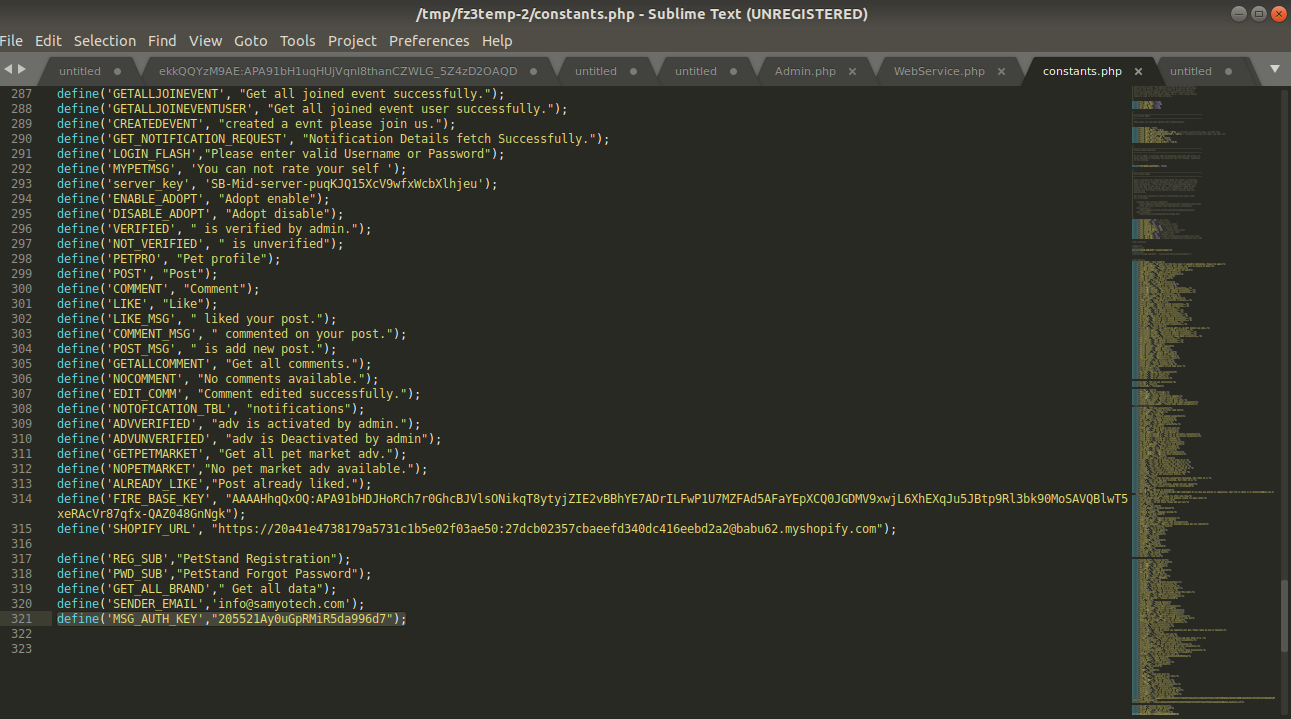 /tmp/fz3temp-2/constants.php - Sublime Text (UNREGISTERED)
File Edit Selection Find View Goto Tools Project Preferences Help
untitled ekkQQYzM9AE:APA91bH1uqHUjVqnI8thanCZWLG_5Z4zD2OAQD untitled untitled Admin.php WebService.php constants.php untitled
287 define('GETALLJOINEVENT', "Get all joined event successfully.");
288 define('GETALLJOINEVENTUSER', "Get all joined event user successfully.");
289 define('CREATEDEVENT', "created a evnt please join us.");
290 define('GET_NOTIFICATION_REQUEST', "Notification Details fetch Successfully.");
291 define('LOGIN_FLASH',"Please enter valid Username or Password");
292 define('MYPETMSG', 'You can not rate your self ');
293 define('server_key', 'SB-Mid-server-puqKJQ15XcV9wfxWcbXlhjeu');
294 define('ENABLE_ADOPT', "Adopt enable");
295 define('DISABLE_ADOPT', "Adopt disable");
296 define('VERIFIED', " is verified by admin.");
297 define('NOT_VERIFIED', " is unverified");
298 define('PETPRO', "Pet profile");
299 define('POST', "Post");
300 define('COMMENT', "Comment");
301 define('LIKE', "Like");
302 define('LIKE_MSG', " liked your post.");
303 define('COMMENT_MSG', " commented on your post.");
304 define('POST_MSG', " is add new post.");
305 define('GETALLCOMMENT', "Get all comments.");
306 define('NOCOMMENT', "No comments available.");
307 define('EDIT_COMM', "Comment edited successfully.");
308 define('NOTOFICATION_TBL', "notifications");
309 define('ADVVERIFIED', "adv is activated by admin.");
310 define('ADVUNVERIFIED', "adv is Deactivated by admin");
311 define('GETPETMARKET', "Get all pet market adv.");
312 define('NOPETMARKET',"No pet market adv available.");
313 define('ALREADY_LIKE',"Post already liked.");
314 define('FIRE_BASE_KEY', "AAAAHhqQxOQ:APA91bHDJHoRCh7r0GhcBJVlsONikqT8ytyjZIE2vBBhYE7ADrILFwP1U7MZFAd5AFaYEpXCQ0JGDMV9xwjL6XhEXqJu5JBtp9Rl3bk90MoSAVQBlwT5
xeRAcVr87qfx-QAZ048GnNgk");
315 define('SHOPIFY_URL', "https://20a41e4738179a5731c1b5e02f03ae50:27dcb02357cbaeefd340dc416eebd2a2@babu62.myshopify.com");
316
317 define('REG_SUB',"PetStand Registration");
318 define('PWD_SUB',"PetStand Forgot Password");
319 define('GET_ALL_BRAND'," Get all data");
320 define('SENDER_EMAIL','info@samyotech.com');
321 define('MSG_AUTH_KEY',"205521Ay0uGpRMiR5da996d7");
322
323